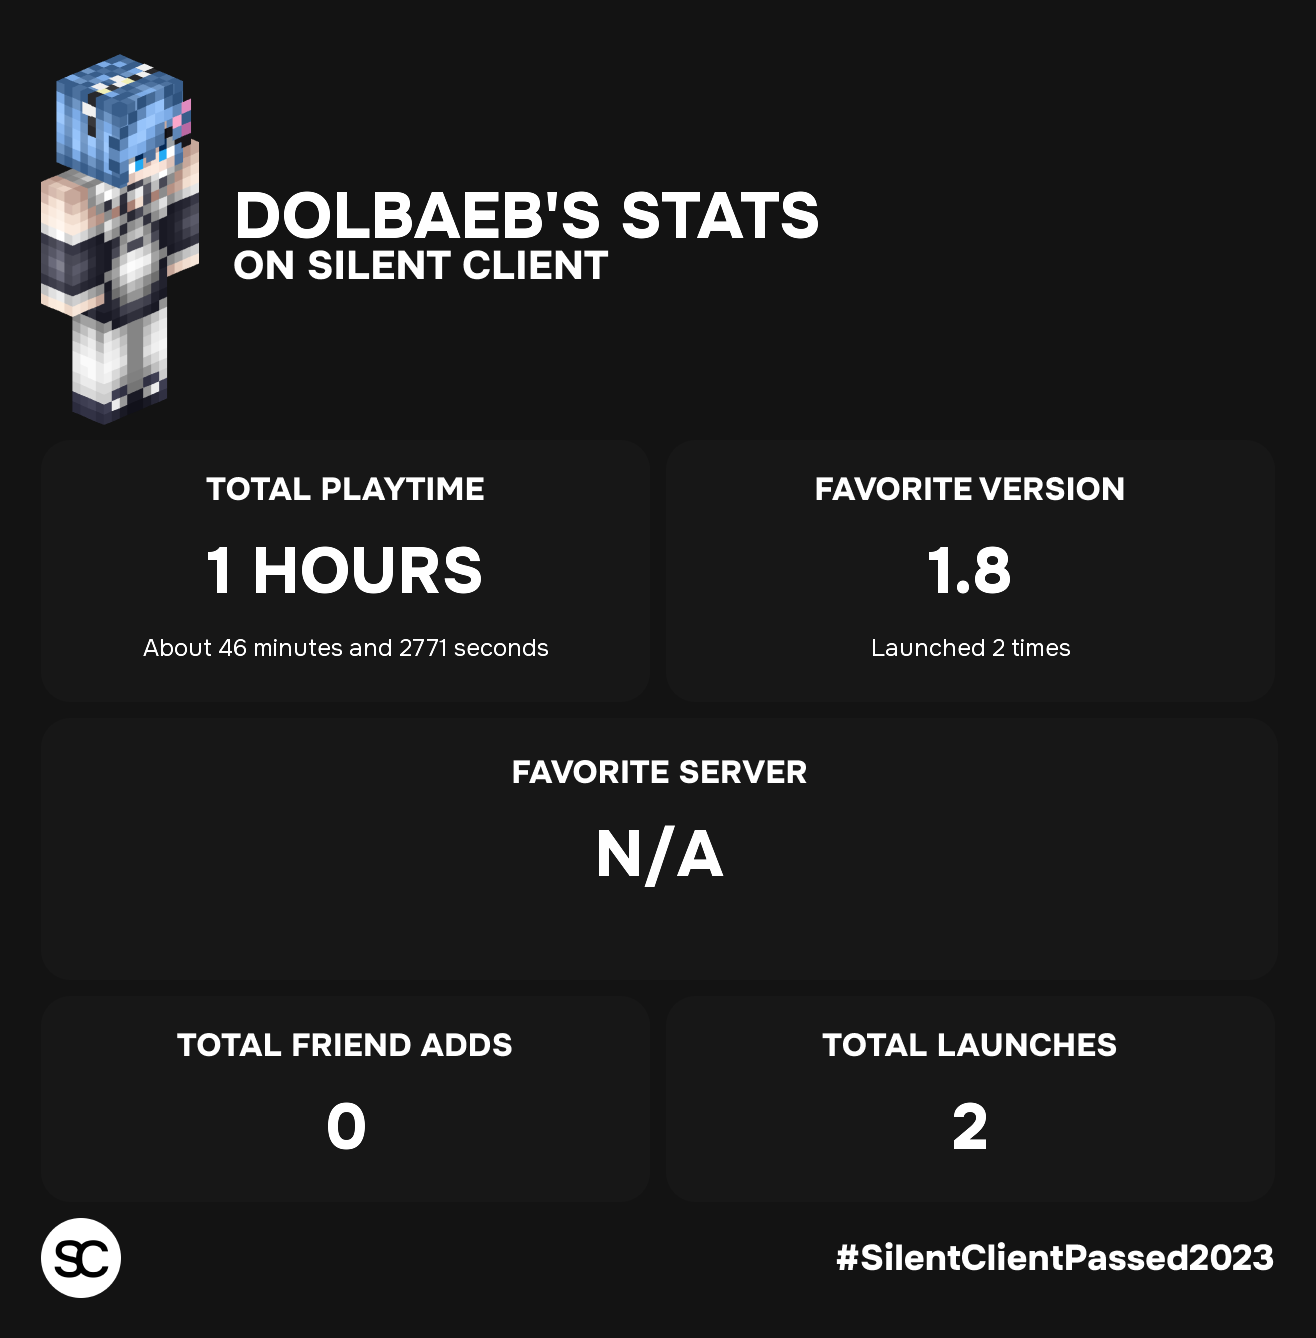 DOLBAEB'S STATS
ON SILENT CLIENT
TOTAL PLAYTIME
1 HOURS
About 46 minutes and 2771 seconds
FAVORITE VERSION
1.8
Launched 2 times
FAVORITE SERVER
N/A
TOTAL FRIEND ADDS
0
TOTAL LAUNCHES
2
SC
#SilentClientPassed2023